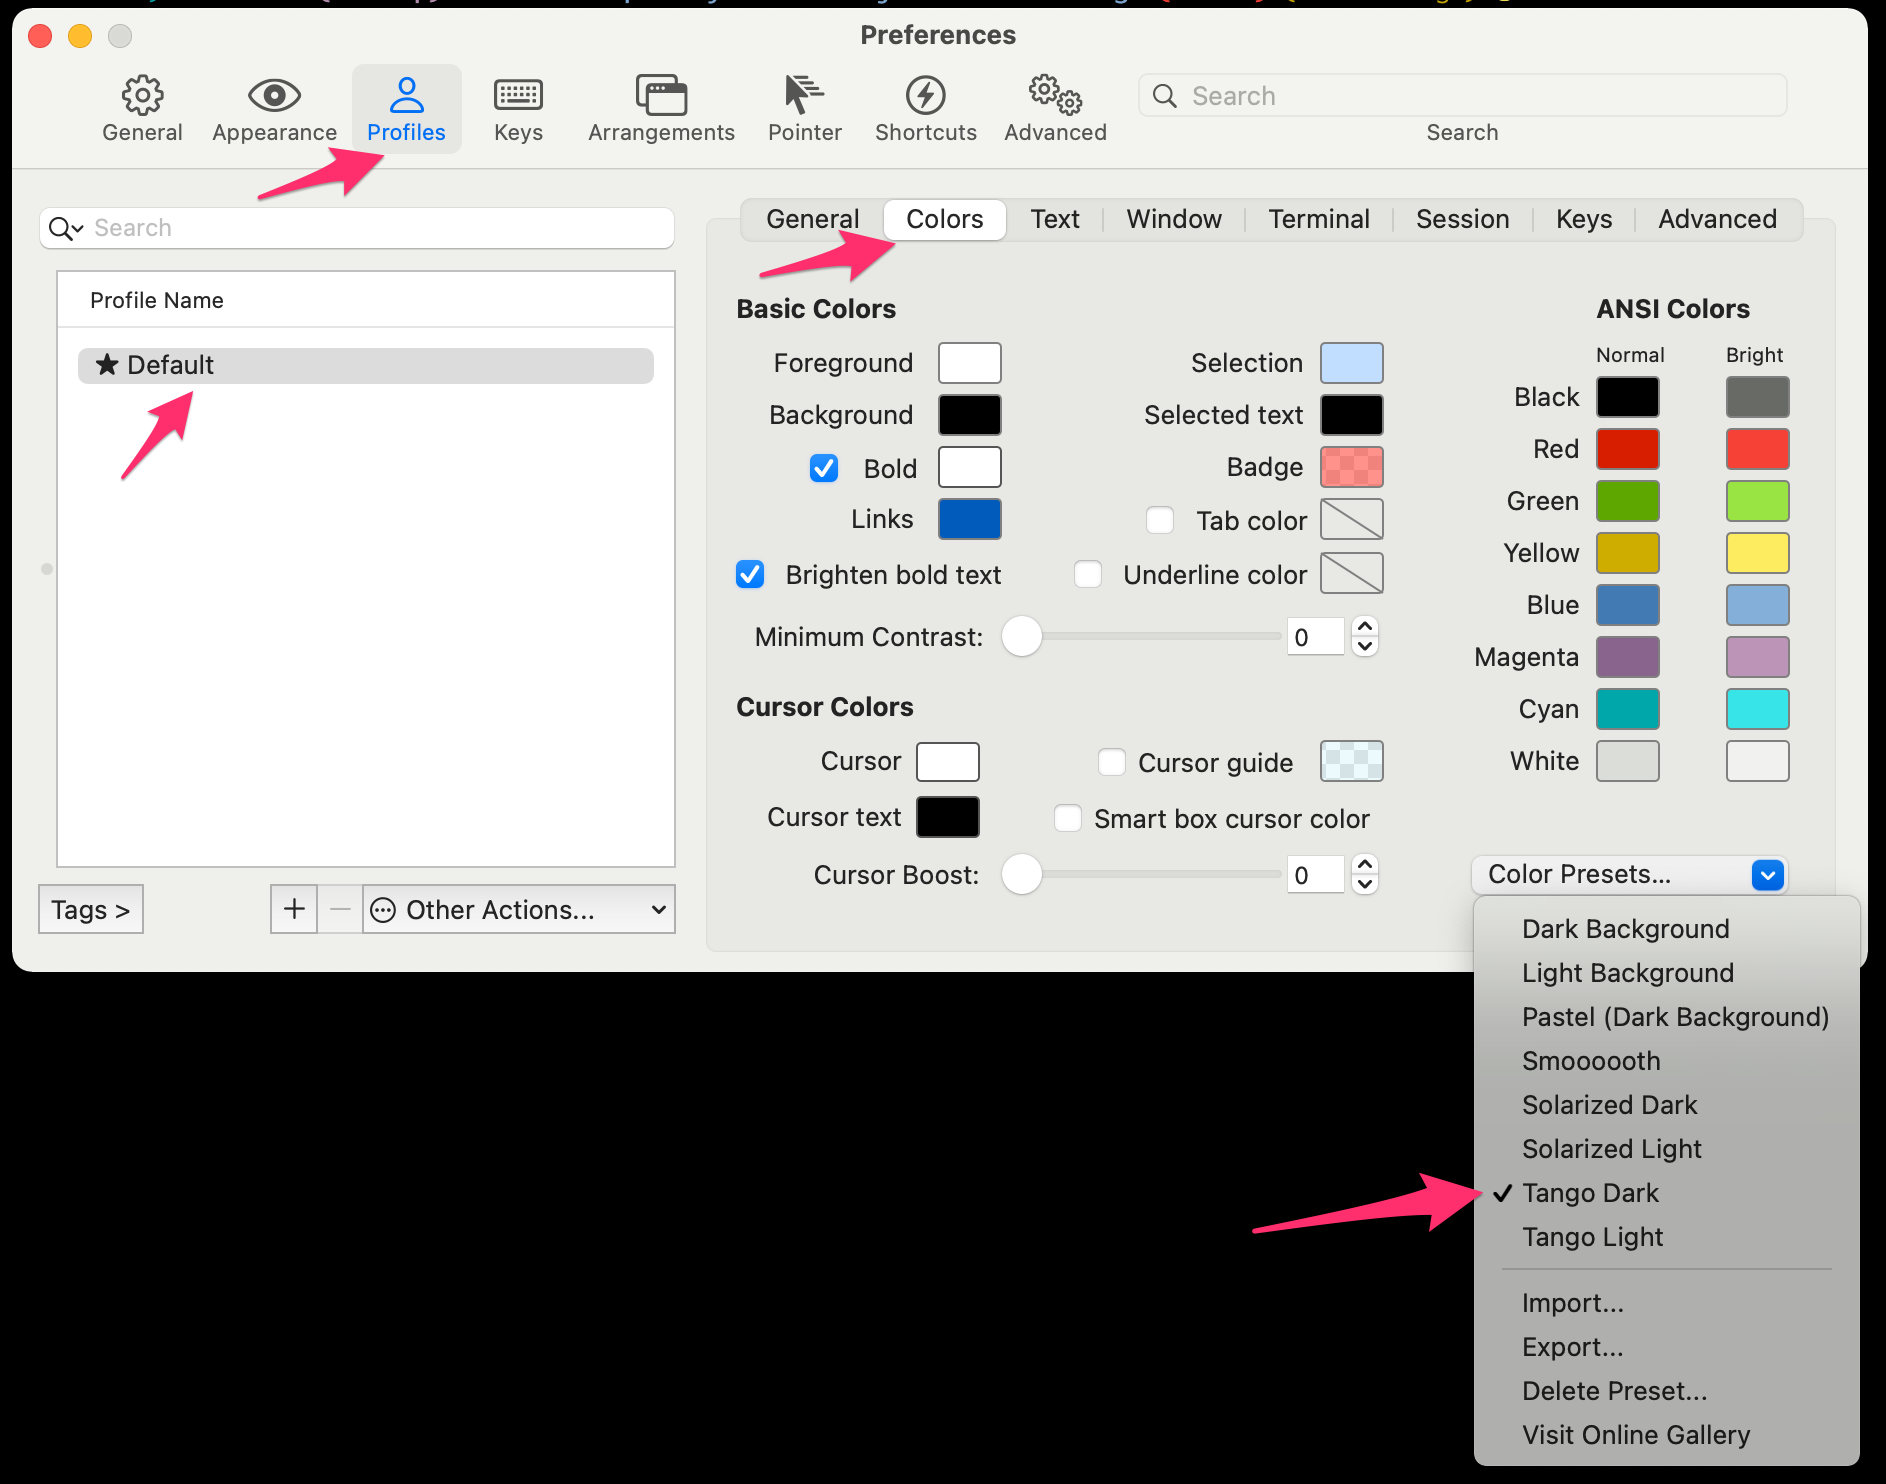 Preferences
General Appearance Profiles Keys Arrangements Pointer Shortcuts Advanced Search
Search
Search
Profile Name
★ Default
Tags >
+ − Other Actions...
General Colors Text Window Terminal Session Keys Advanced
Basic Colors
Foreground
Background
Bold
Links
Brighten bold text
Selection
Selected text
Badge
Tab color
Underline color
Minimum Contrast: 0
Cursor Colors
Cursor
Cursor text
Cursor guide
Smart box cursor color
Cursor Boost: 0
ANSI Colors
Normal Bright
Black
Red
Green
Yellow
Blue
Magenta
Cyan
White
Color Presets...
Dark Background
Light Background
Pastel (Dark Background)
Smoooooth
Solarized Dark
Solarized Light
✓ Tango Dark
Tango Light
Import...
Export...
Delete Preset...
Visit Online Gallery